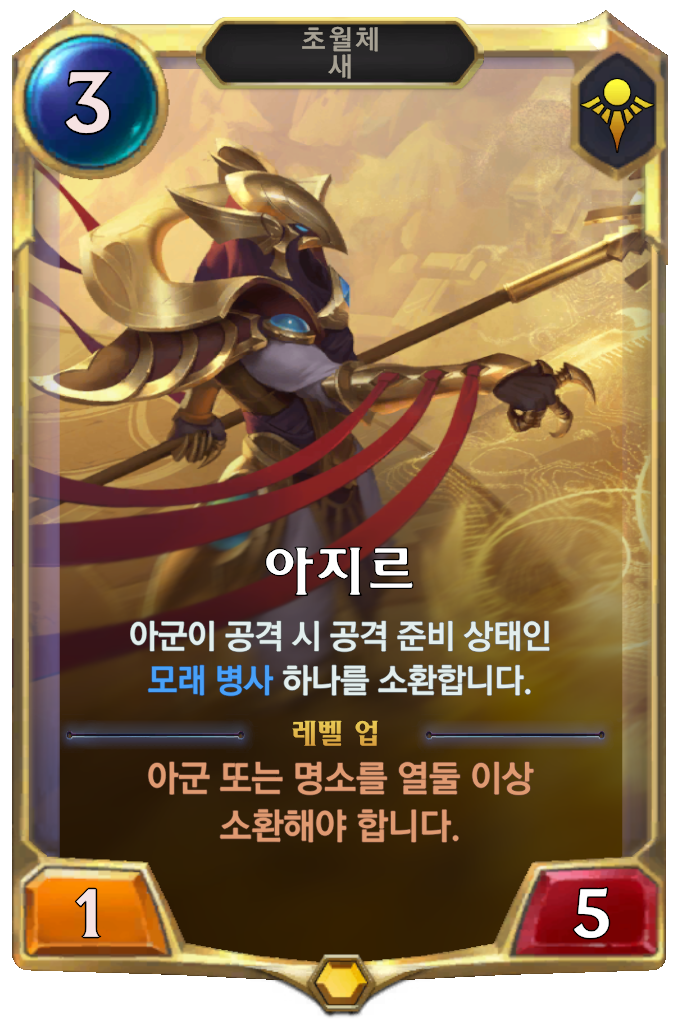 초월체
새
3
아지르
아군이 공격 시 공격 준비 상태인
모래 병사 하나를 소환합니다.
레벨 업
아군 또는 명소를 열둘 이상
소환해야 합니다.
1
5